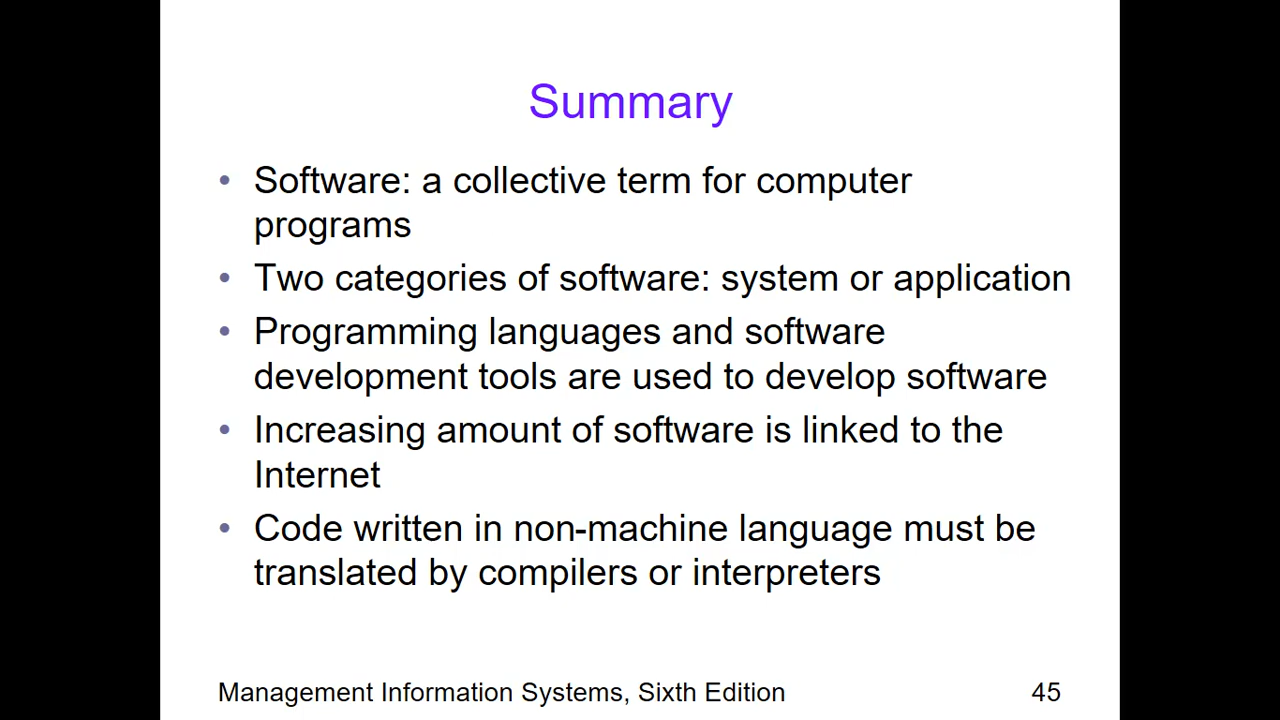 Summary
• Software: a collective term for computer
programs
• Two categories of software: system or application
• Programming languages and software
development tools are used to develop software
• Increasing amount of software is linked to the
Internet
• Code written in non-machine language must be
translated by compilers or interpreters
Management Information Systems, Sixth Edition 45